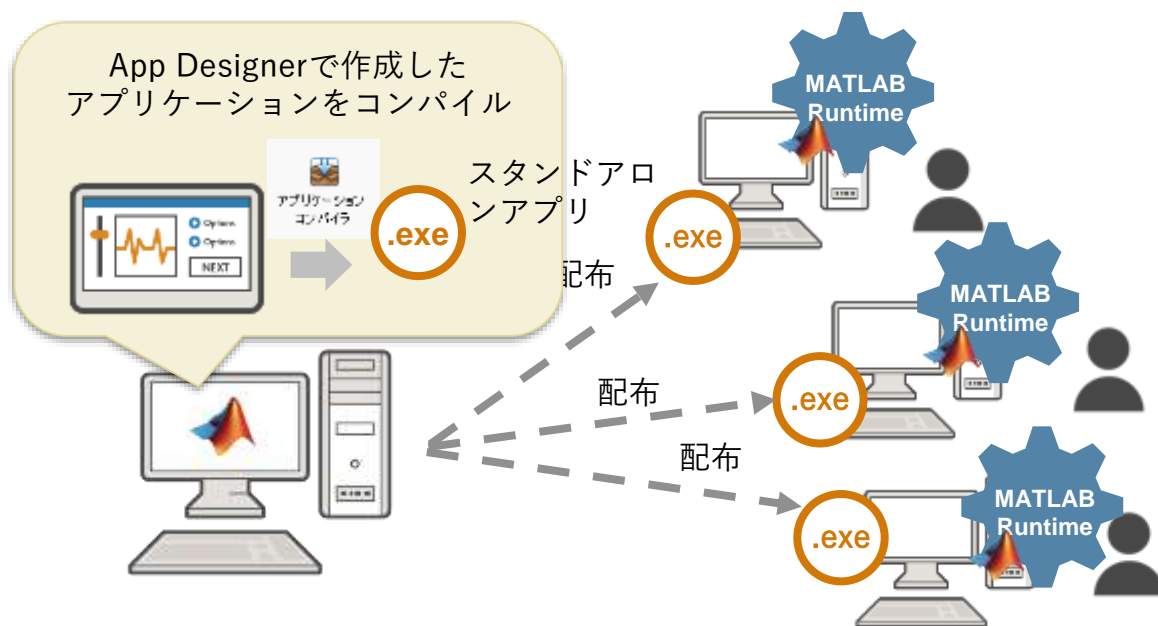 App Designerで作成した
アプリケーションをコンパイル
アプリケーション
コンパイラ
Options
Options
NEXT
.exe
スタンドアロ
ンアプリ
配布
配布
配布
.exe
MATLAB
Runtime
.exe
MATLAB
Runtime
.exe
MATLAB
Runtime